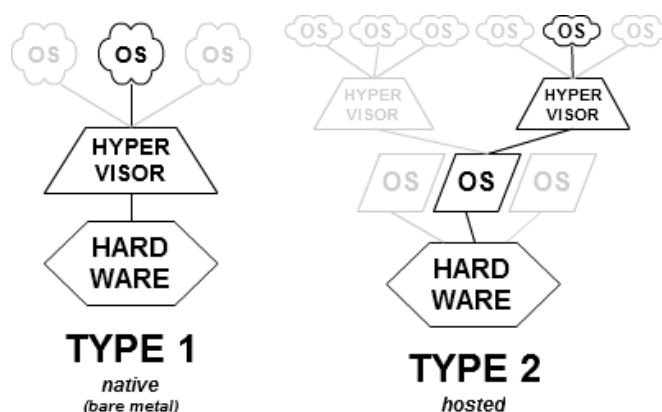 OS OS OS
HYPER
VISOR
HARD
WARE
TYPE 1
native
(bare metal)
OS OS OS OS OS OS
HYPER
VISOR
HYPER
VISOR
OS OS OS
HARD
WARE
TYPE 2
hosted